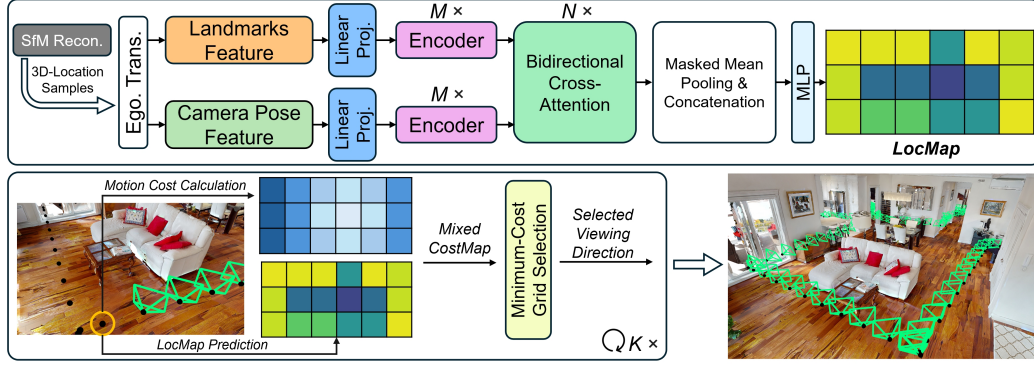 SfM Recon.
3D-Location
Samples
Ego. Trans.
Landmarks
Feature
Camera Pose
Feature
Linear
Proj.
Linear
Proj.
M ×
Encoder
M ×
Encoder
N ×
Bidirectional
Cross-
Attention
Masked Mean
Pooling &
Concatenation
MLP
LocMap
Motion Cost Calculation
LocMap Prediction
Mixed
CostMap
Minimum-Cost
Grid Selection
Selected
Viewing
Direction
K ×